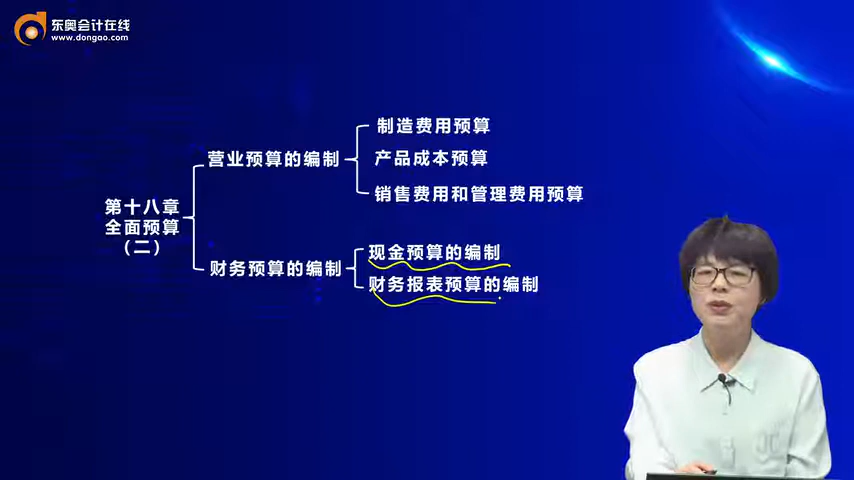 东奥会计在线
www.dongao.com
制造费用预算
营业预算的编制
产品成本预算
销售费用和管理费用预算
第十八章
全面预算
（二）
现金预算的编制
财务预算的编制
财务报表预算的编制